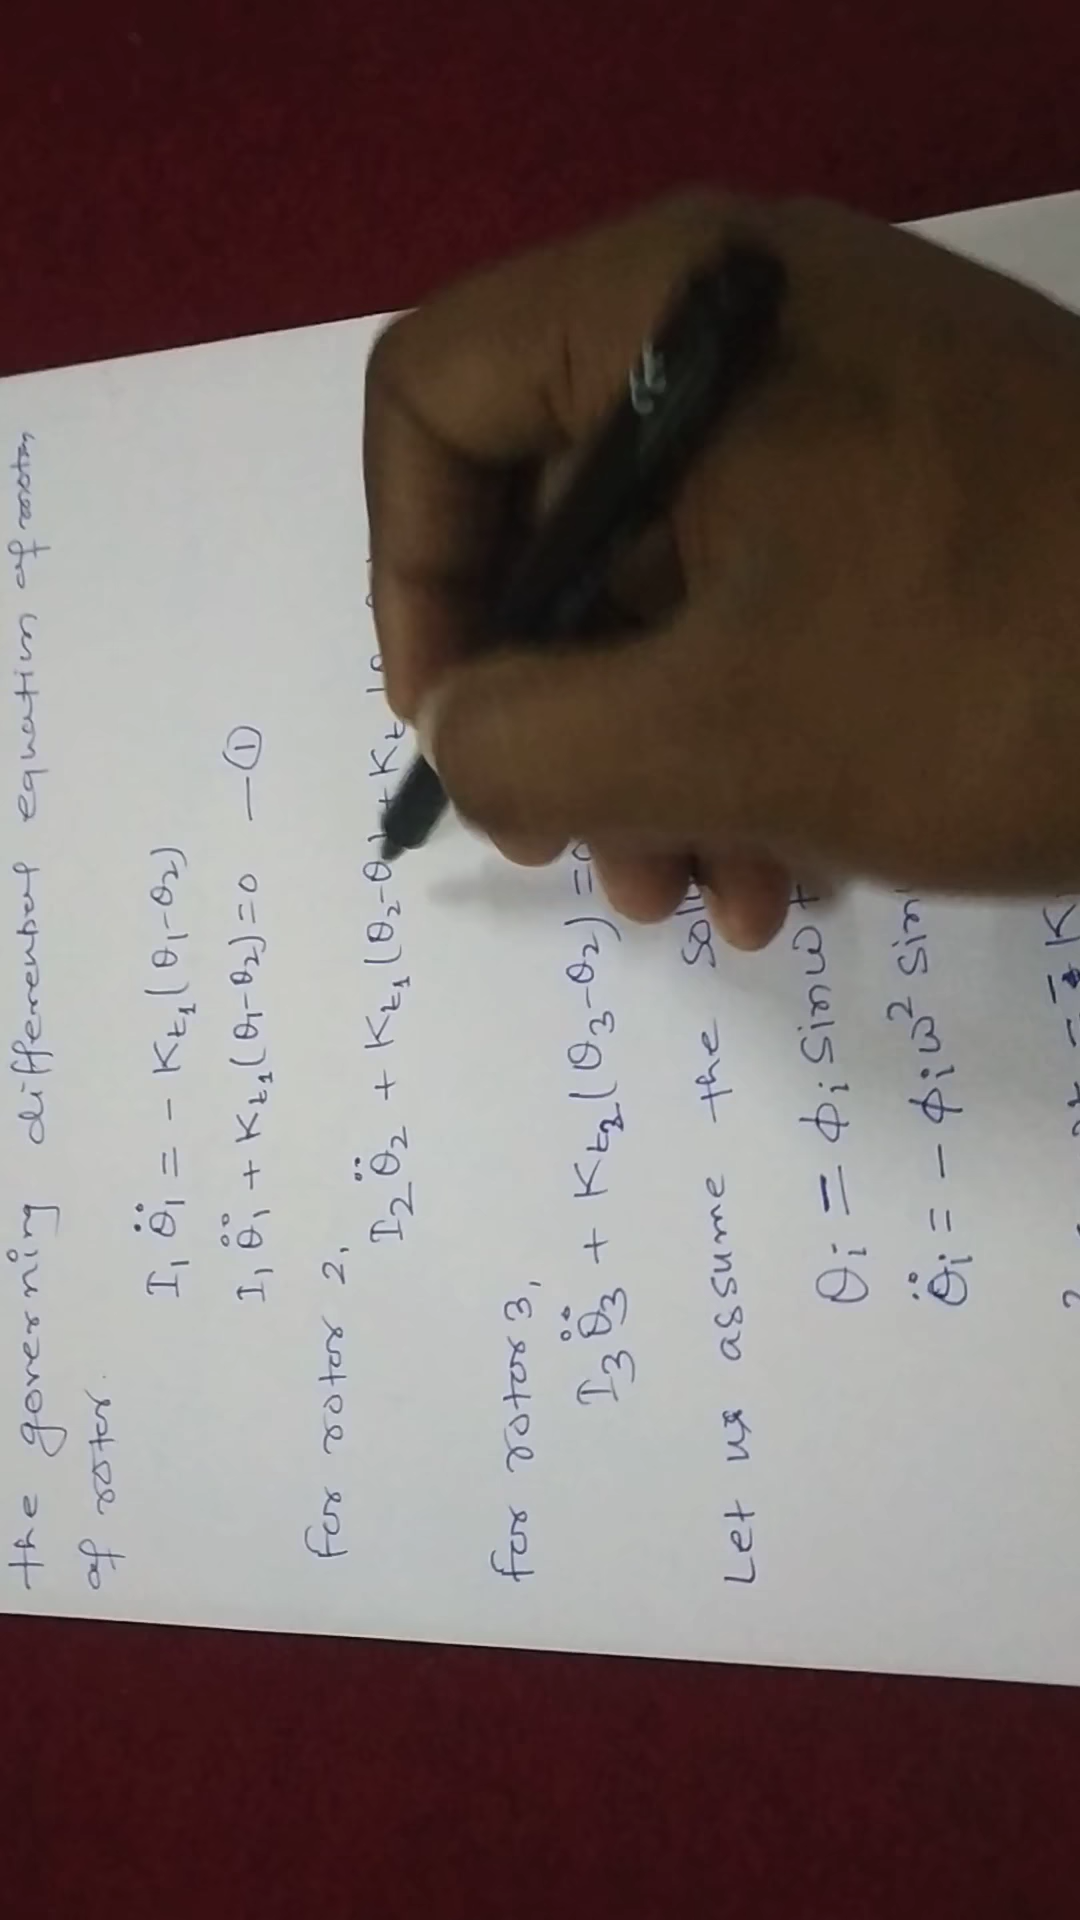 the governing differential equation of motion
of rotor.
I₁θ̈₁ = - Kt₁(θ₁-θ₂)
I₁θ̈₁ + Kt₁(θ₁-θ₂)=0 —①
for rotor 2,
I₂θ̈₂ + Kt₁(θ₂-θ + Kt
for rotor 3,
I₃θ̈₃ + Kt₂(θ₃-θ₂)=
Let us assume the
θi = ϕi sinωt
θ̈i = -ϕiω² sin